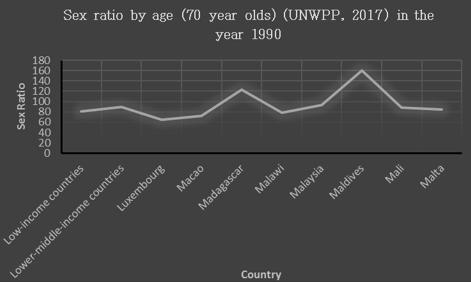 Sex ratio by age (70 year olds) (UNWPP, 2017) in the
year 1990
180
160
140
120
100
80
60
40
20
0
Sex Ratio
Low-income countries
Lower-middle-income countries
Luxembourg
Macao
Madagascar
Malawi
Malaysia
Maldives
Mali
Malta
Country